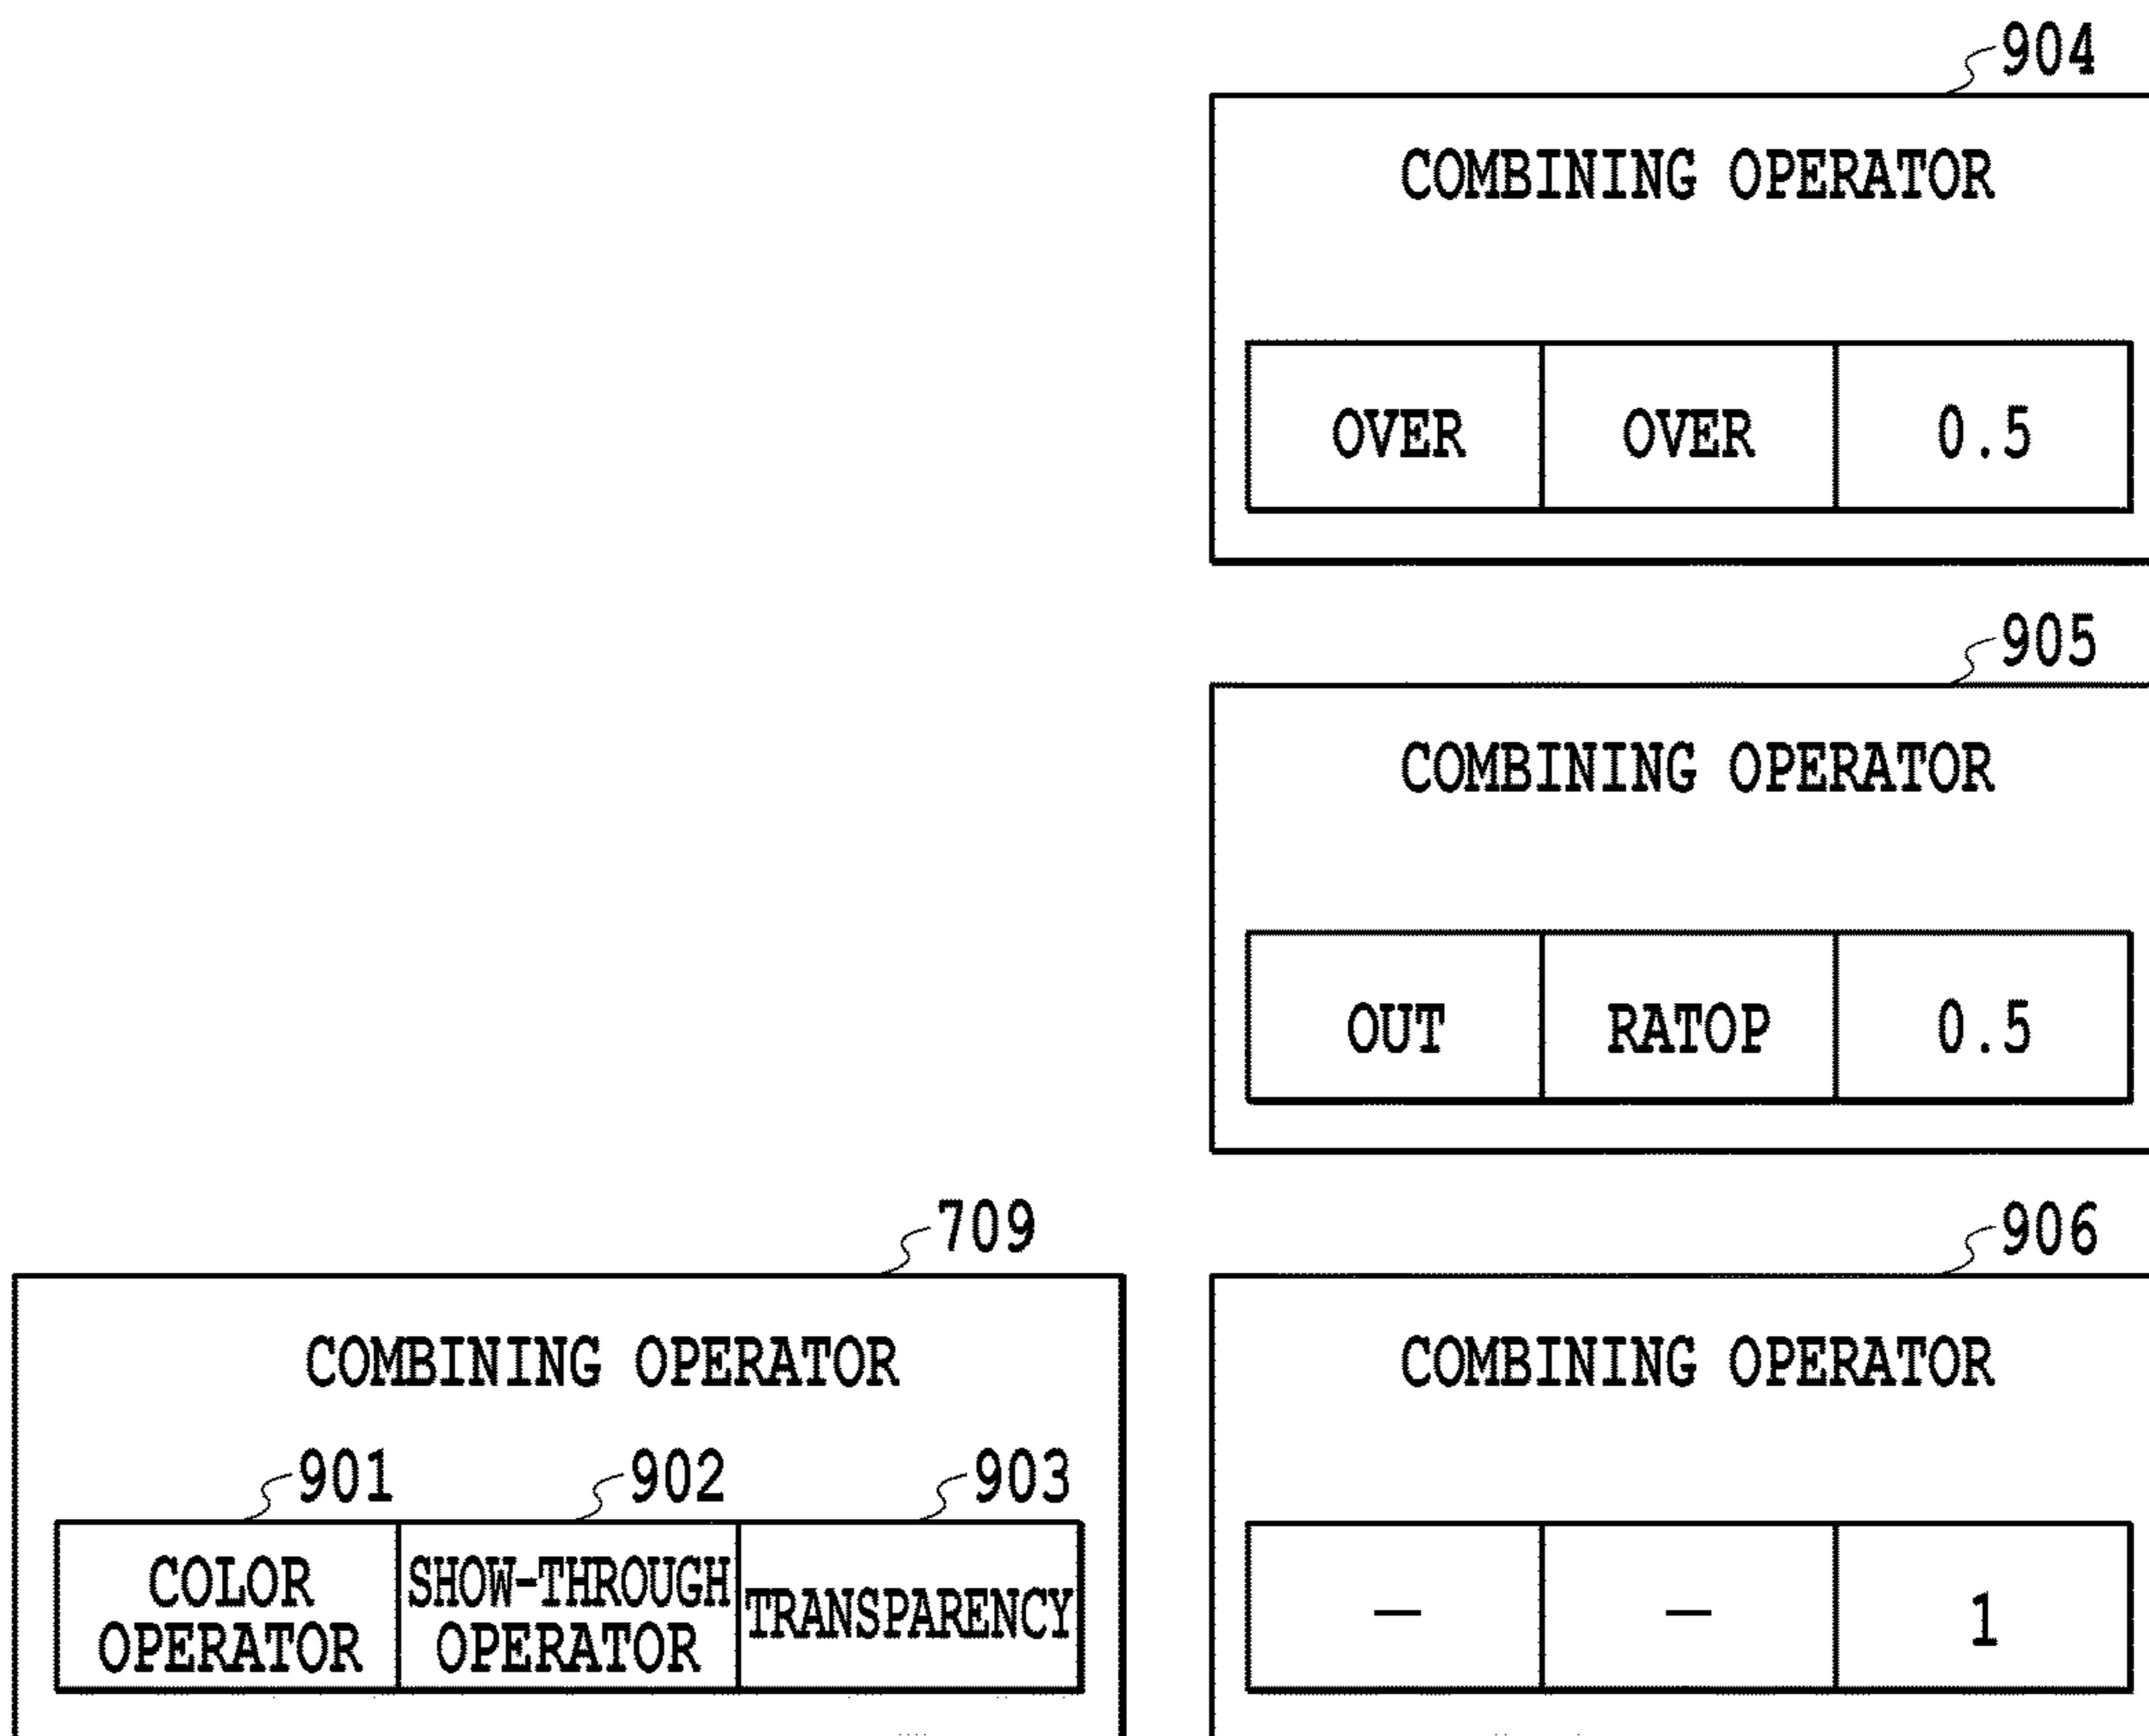 904
COMBINING OPERATOR
OVER OVER 0.5
905
COMBINING OPERATOR
OUT RATOP 0.5
709
COMBINING OPERATOR
901 902 903
COLOR OPERATOR SHOW-THROUGH OPERATOR TRANSPARENCY
906
COMBINING OPERATOR
— — 1